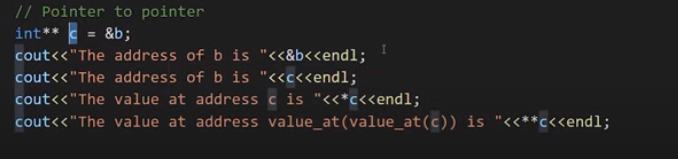 // Pointer to pointer
int** c = &b;
cout<<"The address of b is "<<&b<<endl;
cout<<"The address of b is "<<c<<endl;
cout<<"The value at address c is "<<*c<<endl;
cout<<"The value at address value_at(value_at(c)) is "<<**c<<endl;